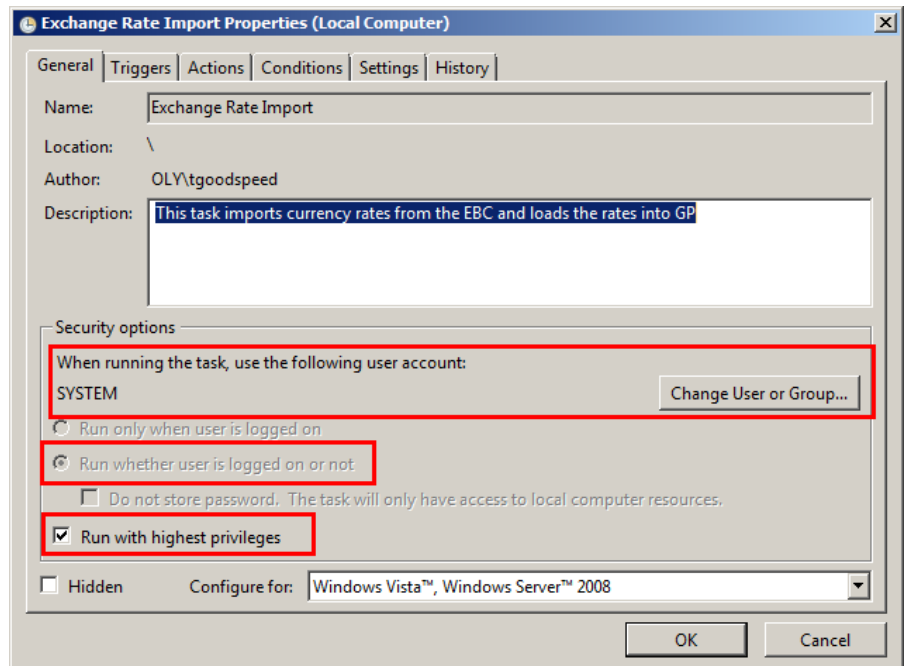 Exchange Rate Import Properties (Local Computer)
General Triggers Actions Conditions Settings History
Name: Exchange Rate Import
Location: \
Author: OLY\tgoodspeed
Description: This task imports currency rates from the EBC and loads the rates into GP
Security options
When running the task, use the following user account:
SYSTEM Change User or Group...
Run only when user is logged on
Run whether user is logged on or not
Do not store password. The task will only have access to local computer resources.
Run with highest privileges
Hidden Configure for: Windows Vista™, Windows Server™ 2008
OK Cancel